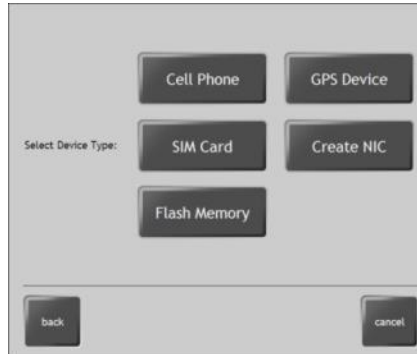 Cell Phone
GPS Device
Select Device Type:
SIM Card
Create NIC
Flash Memory
back
cancel